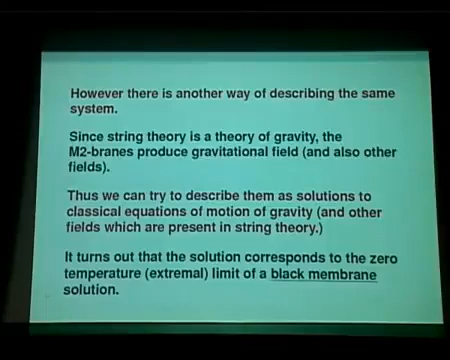 However there is another way of describing the same
system.
Since string theory is a theory of gravity, the
M2-branes produce gravitational field (and also other
fields).
Thus we can try to describe them as solutions to
classical equations of motion of gravity (and other
fields which are present in string theory.)
It turns out that the solution corresponds to the zero
temperature (extremal) limit of a black membrane
solution.